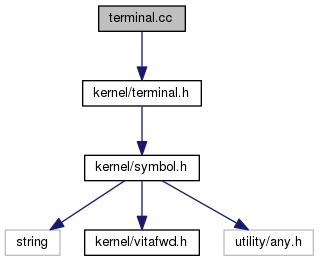 terminal.cc
kernel/terminal.h
kernel/symbol.h
string
kernel/vitafwd.h
utility/any.h